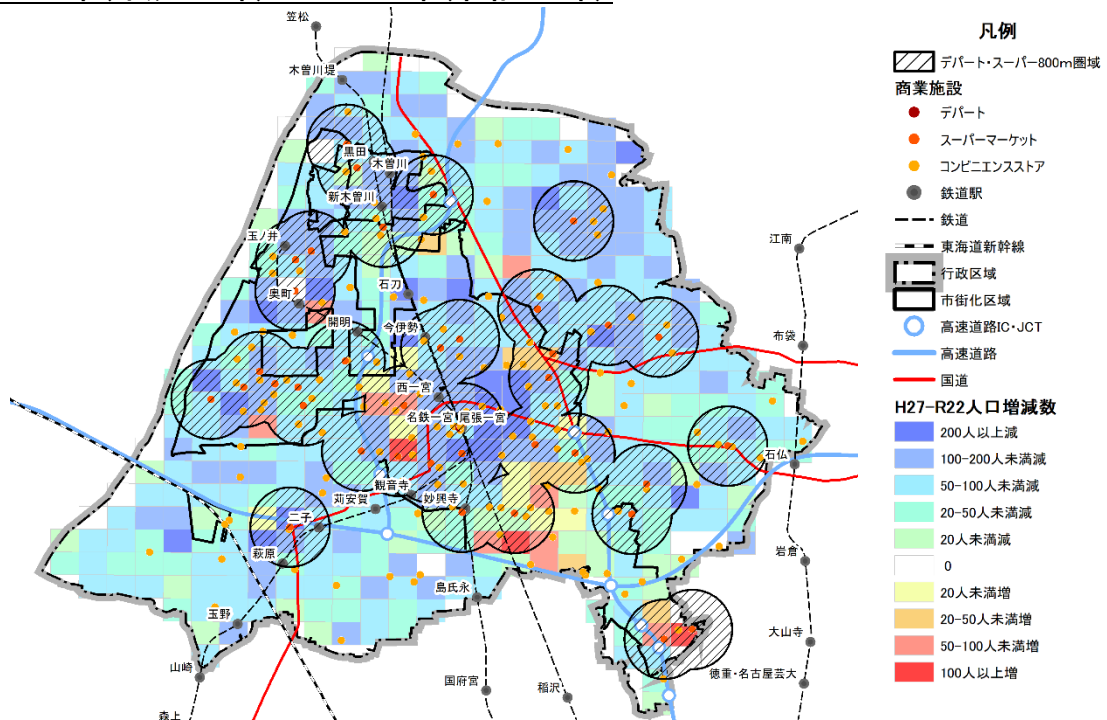 笠松
木曽川堤
黒田
木曽川
新木曽川
玉ノ井
江南
石刀
奥町
開明
今伊勢
布袋
西一宮
名鉄一宮
尾張一宮
石仏
観音寺
苅安賀
妙興寺
二子
萩原
岩倉
島氏永
玉野
大山寺
山崎
国府宮
稲沢
徳重・名古屋芸大
森上
凡例
デパート・スーパー800m圏域
商業施設
デパート
スーパーマーケット
コンビニエンスストア
鉄道駅
鉄道
東海道新幹線
行政区域
市街化区域
高速道路IC・JCT
高速道路
国道
H27-R22人口増減数
200人以上減
100-200人未満減
50-100人未満減
20-50人未満減
20人未満減
0
20人未満増
20-50人未満増
50-100人未満増
100人以上増